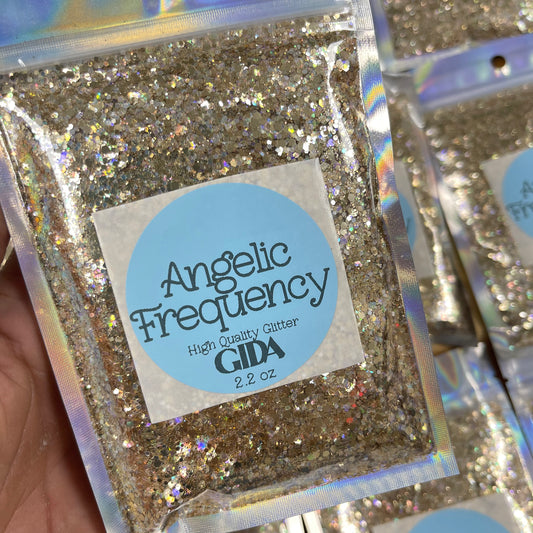 Angelic
Frequency
High Quality Glitter
GIDA
2.2 oz